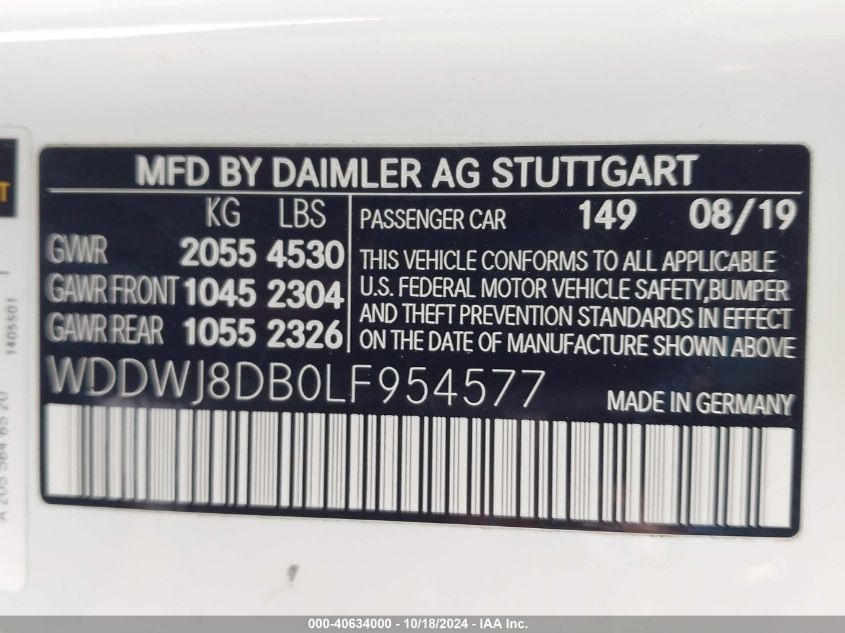 MFD BY DAIMLER AG STUTTGART
KG LBS
GVWR 2055 4530
GAWR FRONT 1045 2304
GAWR REAR 1055 2326
PASSENGER CAR 149 08/19
THIS VEHICLE CONFORMS TO ALL APPLICABLE
U.S. FEDERAL MOTOR VEHICLE SAFETY,BUMPER
AND THEFT PREVENTION STANDARDS IN EFFECT
ON THE DATE OF MANUFACTURE SHOWN ABOVE
WDDWJ8DB0LF954577
MADE IN GERMANY
1405501
000-40634000 - 10/18/2024 - IAA Inc.